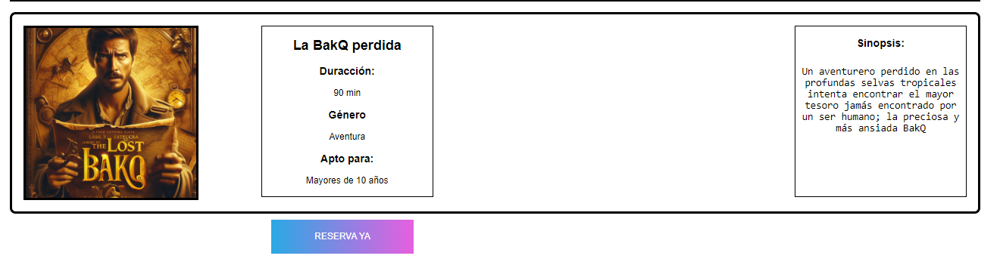 THE LOST
BAKQ
La BakQ perdida
Duracción:
90 min
Género
Aventura
Apto para:
Mayores de 10 años
Sinopsis:
Un aventurero perdido en las
profundas selvas tropicales
intenta encontrar el mayor
tesoro jamás encontrado por
un ser humano; la preciosa y
más ansiada BakQ
RESERVA YA